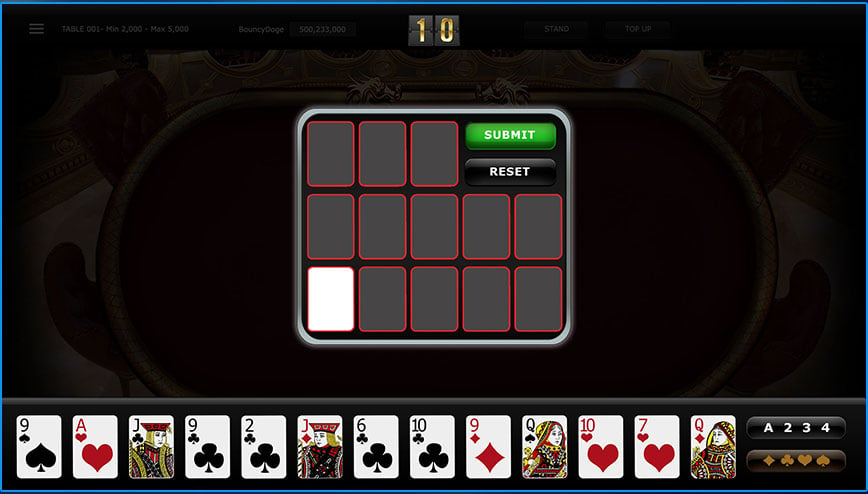 TABLE 001- Min 2,000 - Max 5,000
BouncyDoge 500,233,000
10
STAND
TOP UP
SUBMIT
RESET
9 A J 9 2 J 6 10 9 Q 10 7 Q
A 2 3 4